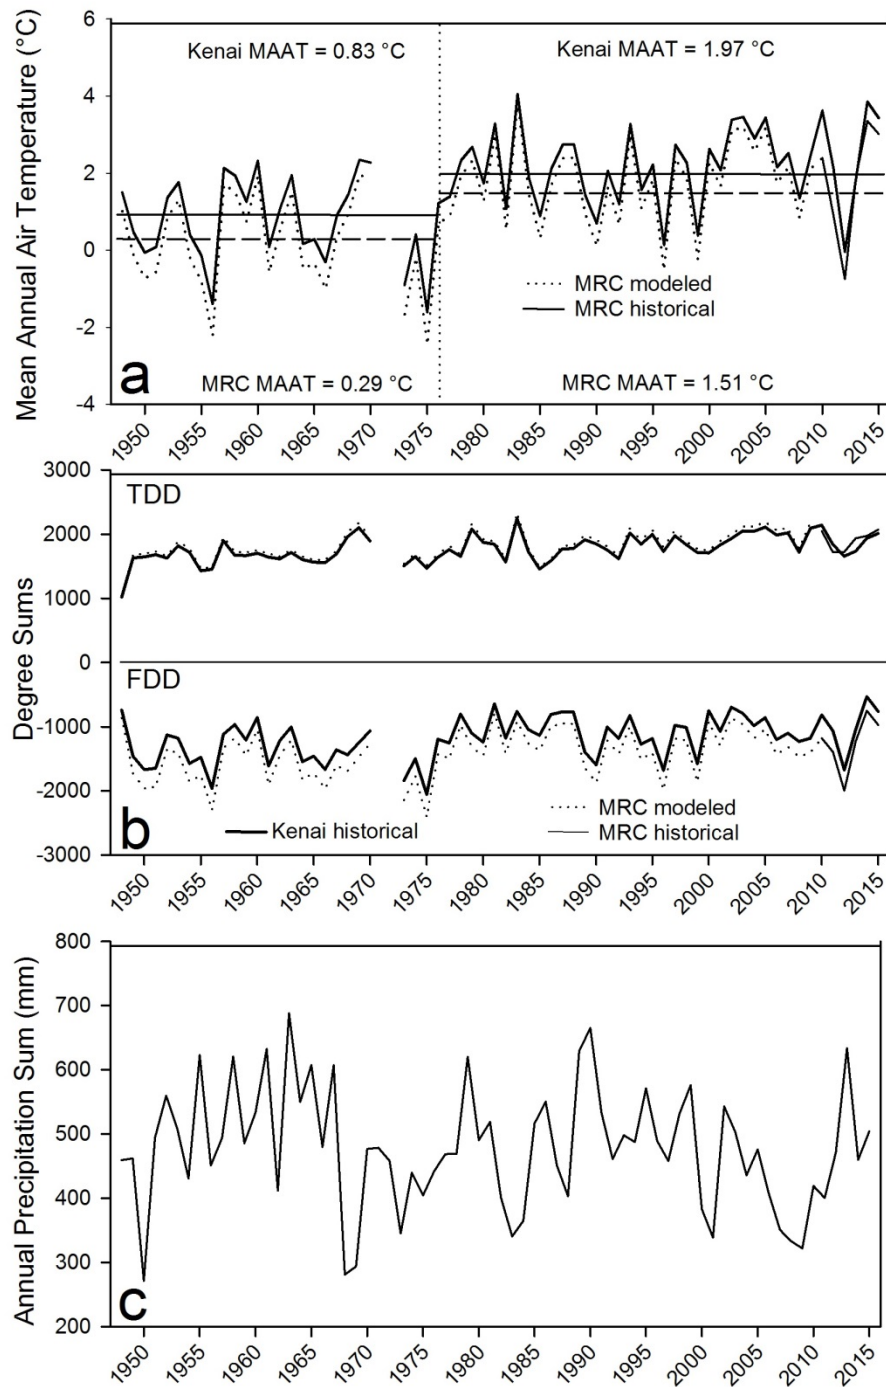 Mean Annual Air Temperature (°C)
6
4
2
0
-2
-4
Kenai MAAT = 0.83 °C
Kenai MAAT = 1.97 °C
MRC modeled
MRC historical
a
MRC MAAT = 0.29 °C
MRC MAAT = 1.51 °C
1950 1955 1960 1965 1970 1975 1980 1985 1990 1995 2000 2005 2010 2015
Degree Sums
3000
2000
1000
0
-1000
-2000
-3000
TDD
FDD
b
Kenai historical
MRC modeled
MRC historical
1950 1955 1960 1965 1970 1975 1980 1985 1990 1995 2000 2005 2010 2015
Annual Precipitation Sum (mm)
800
700
600
500
400
300
200
c
1950 1955 1960 1965 1970 1975 1980 1985 1990 1995 2000 2005 2010 2015